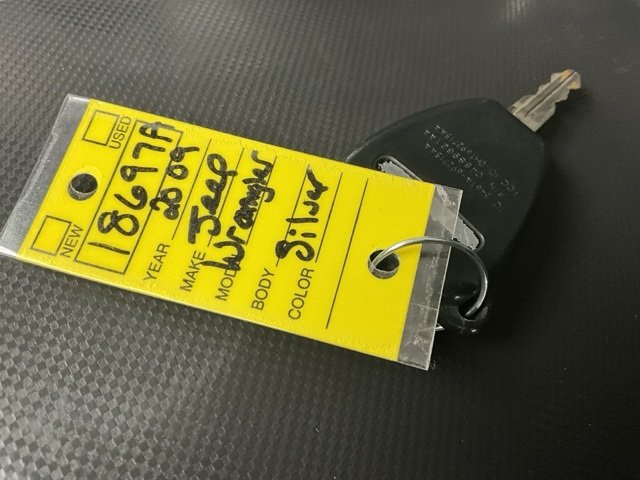 USED
NEW
18697A
YEAR 2009
MAKE Jeep
MODEL Wrangler
BODY
COLOR Silver